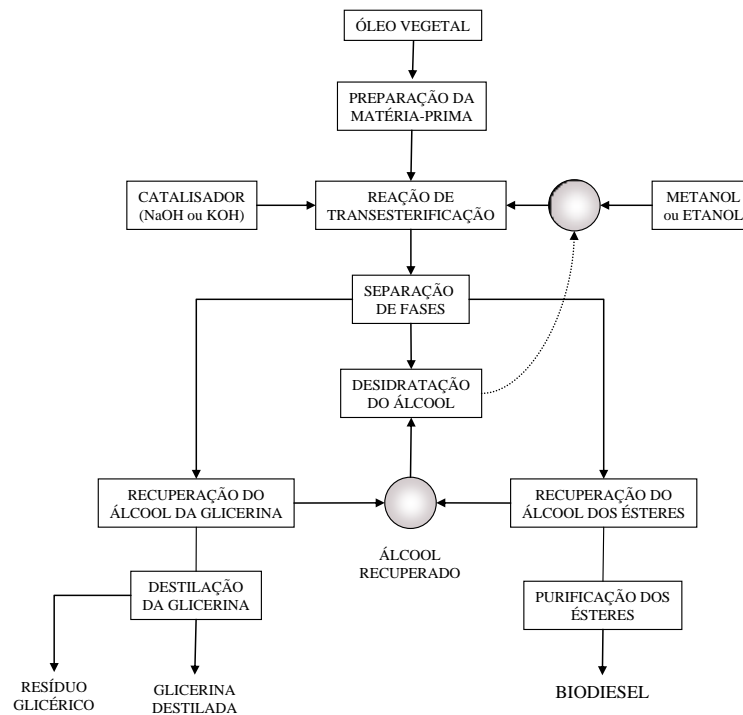 ÓLEO VEGETAL
PREPARAÇÃO DA
MATÉRIA-PRIMA
CATALISADOR
(NaOH ou KOH)
REAÇÃO DE
TRANSESTERIFICAÇÃO
METANOL
ou ETANOL
SEPARAÇÃO
DE FASES
DESIDRATAÇÃO
DO ÁLCOOL
RECUPERAÇÃO DO
ÁLCOOL DA GLICERINA
RECUPERAÇÃO DO
ÁLCOOL DOS ÉSTERES
ÁLCOOL
RECUPERADO
DESTILAÇÃO
DA GLICERINA
PURIFICAÇÃO DOS
ÉSTERES
RESÍDUO
GLICÉRICO
GLICERINA
DESTILADA
BIODIESEL